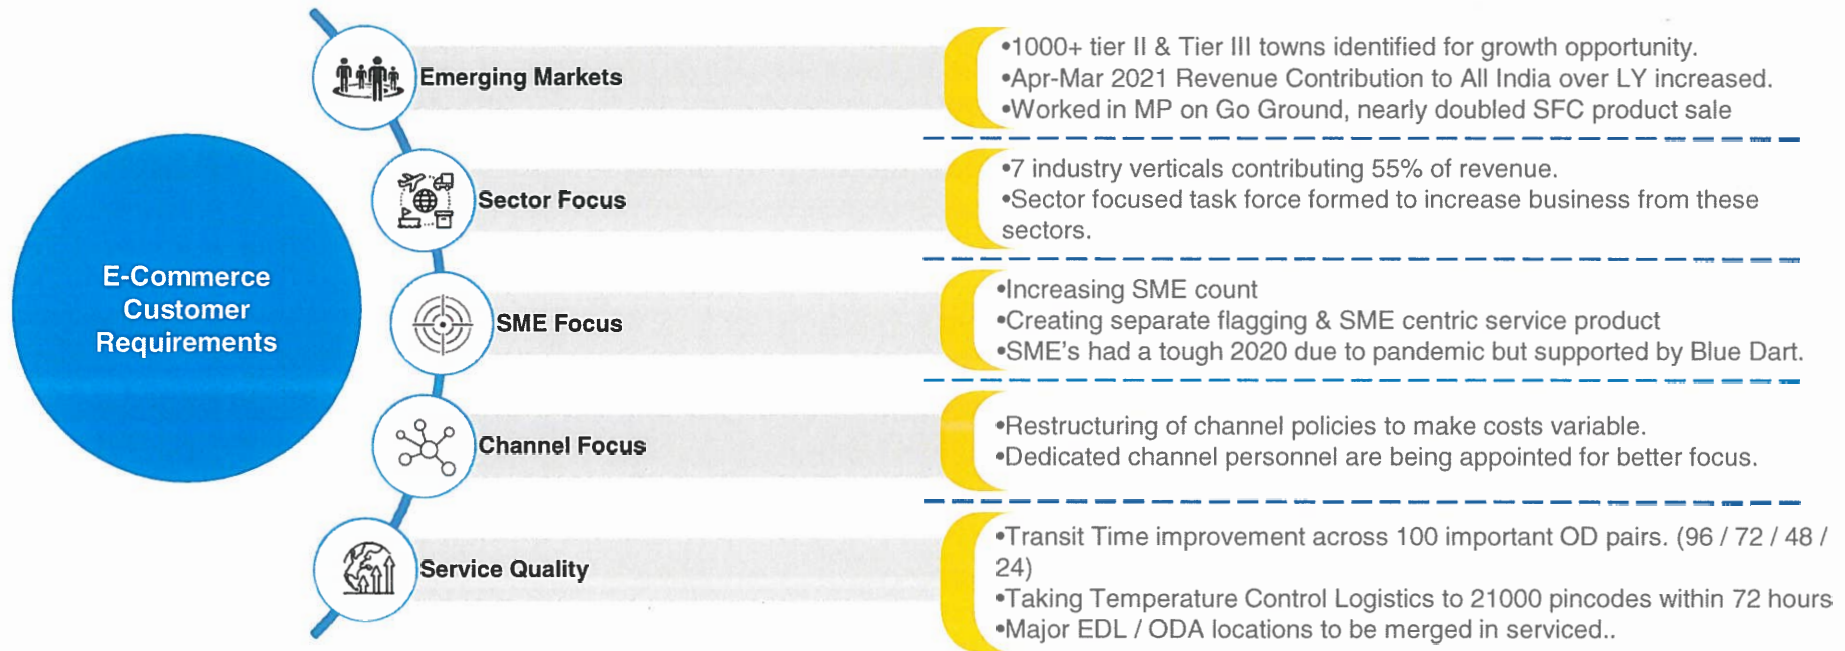 E-Commerce
Customer
Requirements
Emerging Markets
•1000+ tier II & Tier III towns identified for growth opportunity.
•Apr-Mar 2021 Revenue Contribution to All India over LY increased.
•Worked in MP on Go Ground, nearly doubled SFC product sale
Sector Focus
•7 industry verticals contributing 55% of revenue.
•Sector focused task force formed to increase business from these
sectors.
SME Focus
•Increasing SME count
•Creating separate flagging & SME centric service product
•SME's had a tough 2020 due to pandemic but supported by Blue Dart.
Channel Focus
•Restructuring of channel policies to make costs variable.
•Dedicated channel personnel are being appointed for better focus.
Service Quality
•Transit Time improvement across 100 important OD pairs. (96 / 72 / 48 /
24)
•Taking Temperature Control Logistics to 21000 pincodes within 72 hours
•Major EDL / ODA locations to be merged in serviced..